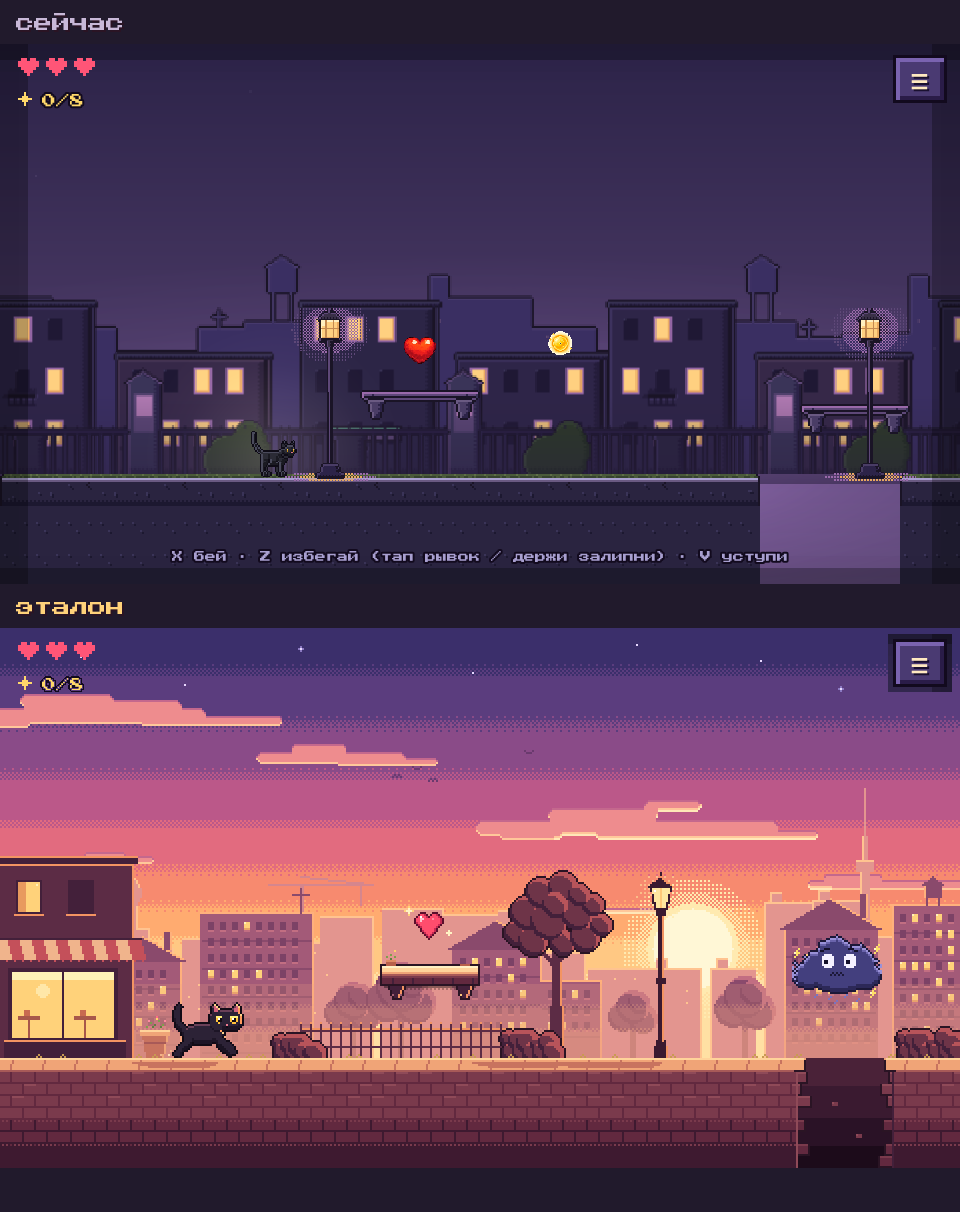 сейчас
0/8
X бей · Z избегай (тап рывок / держи залипни) · V уступи
эталон
0/8